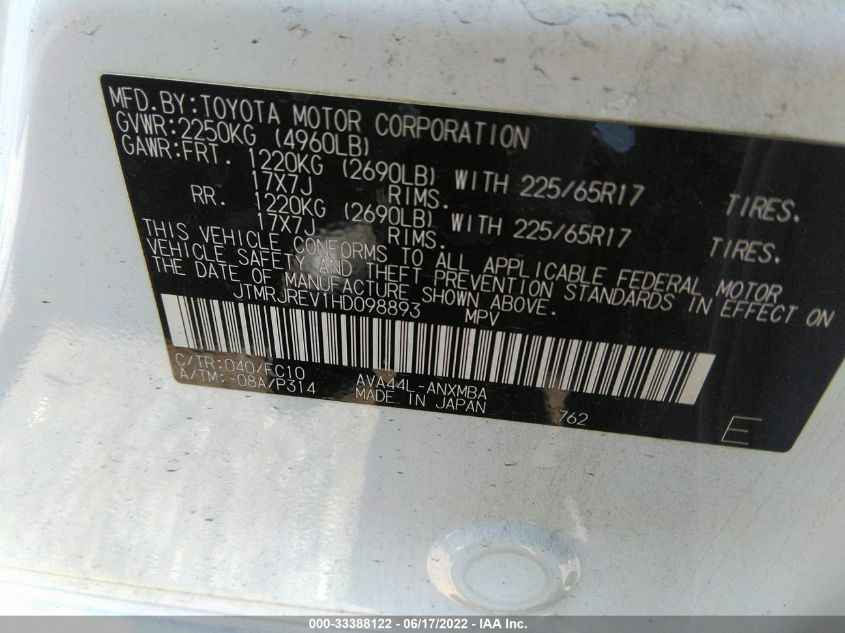 MFD.BY:TOYOTA MOTOR CORPORATION
GVWR:2250KG (4960LB)
GAWR:FRT. 1220KG (2690LB) WITH 225/65R17 TIRES.
17X7J RIMS.
RR. 1220KG (2690LB) WITH 225/65R17 TIRES.
17X7J RIMS.
THIS VEHICLE CONFORMS TO ALL APPLICABLE FEDERAL MOTOR
VEHICLE SAFETY AND THEFT PREVENTION STANDARDS IN EFFECT ON
THE DATE OF MANUFACTURE SHOWN ABOVE.
JTMRJREV1HD098893 MPV
C/TR:040/FC10 AVA44L-ANXMBA
A/TM:-08A/P314 MADE IN JAPAN 762 E
000-33388122 - 06/17/2022 - IAA Inc.